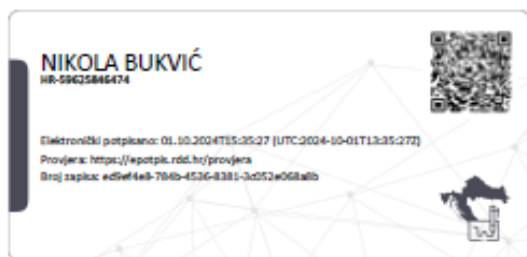 NIKOLA BUKVIĆ
HR-59625846474
Elektronički potpisano: 01.10.2024T15:35:27 (UTC:2024-10-01T13:35:27Z)
Provjera: https://epotpis.rdd.hr/provjera
Broj zapisa: ed9ef4e8-784b-4536-8381-3c052e068a8b